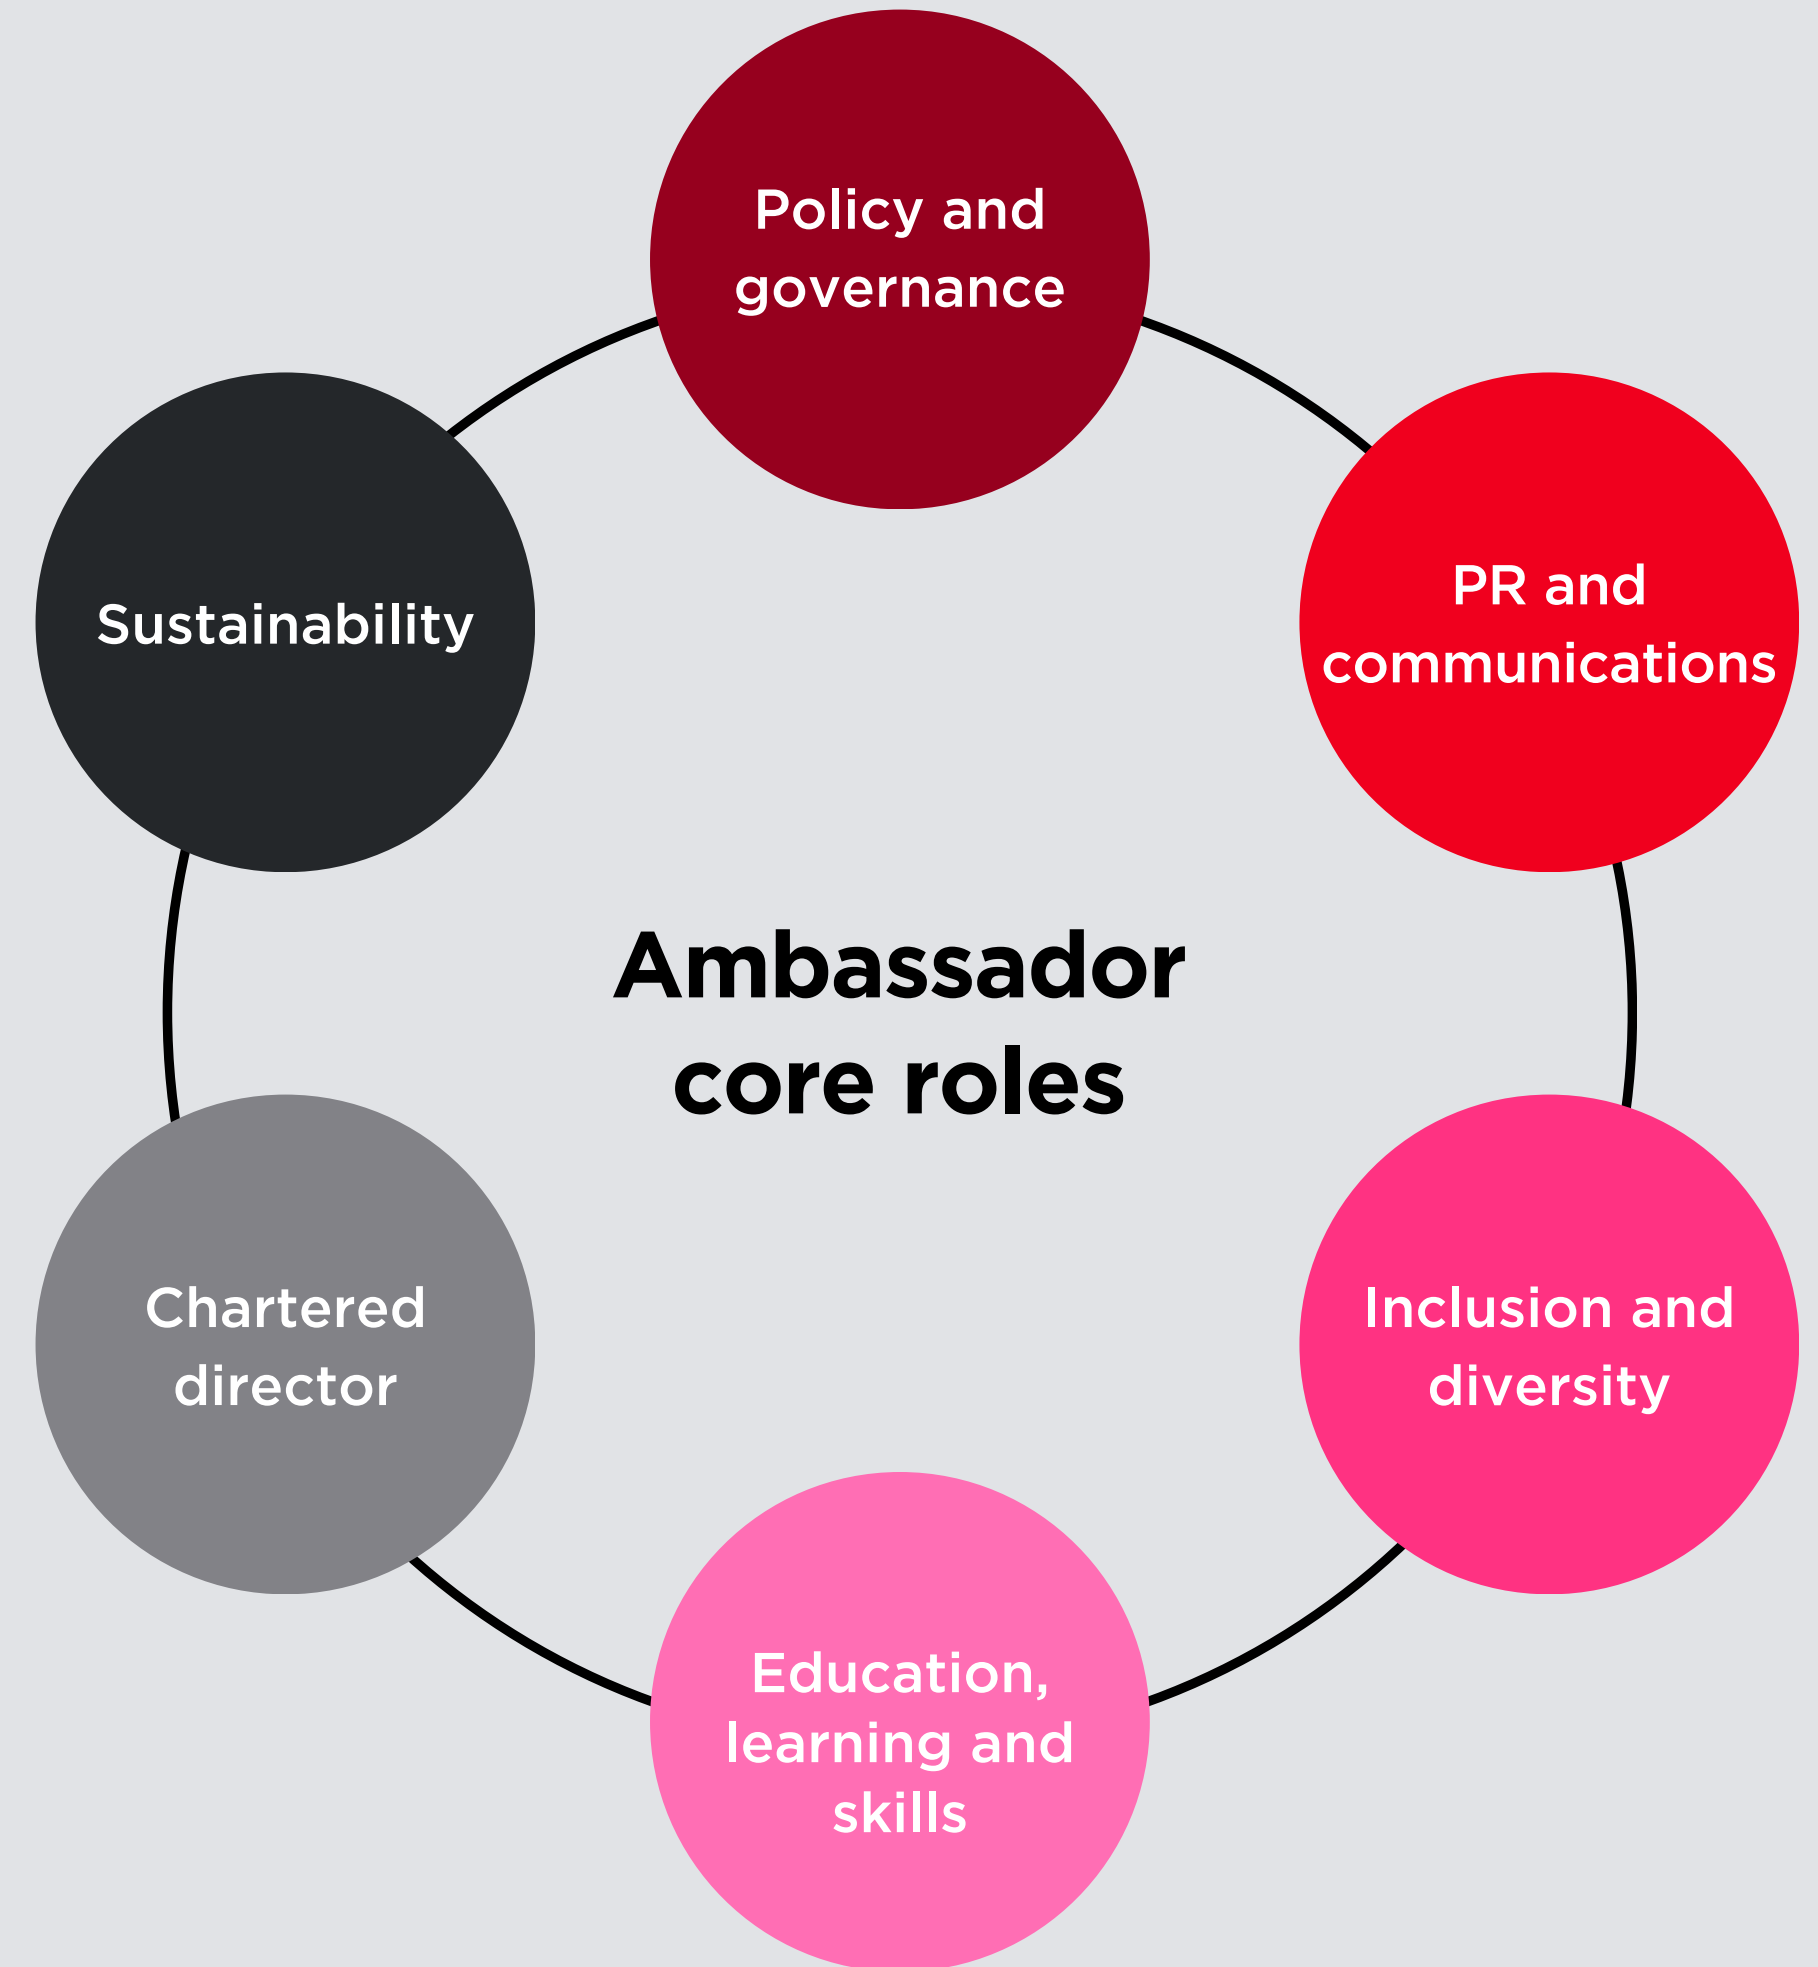 Policy and
governance
PR and
communications
Inclusion and
diversity
Education,
learning and
skills
Chartered
director
Sustainability
Ambassador
core roles